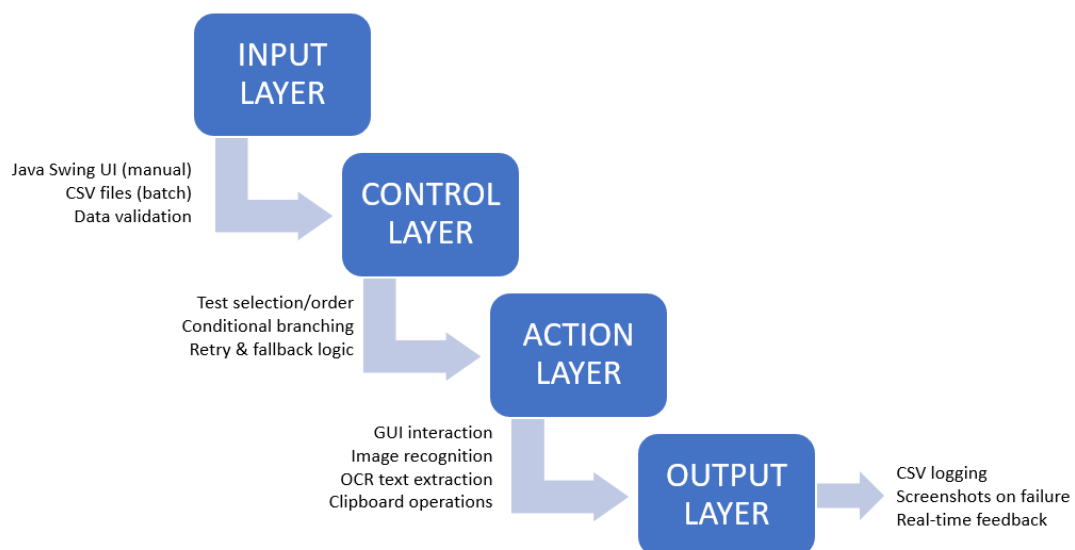 INPUT
LAYER
Java Swing UI (manual)
CSV files (batch)
Data validation
CONTROL
LAYER
Test selection/order
Conditional branching
Retry & fallback logic
ACTION
LAYER
GUI interaction
Image recognition
OCR text extraction
Clipboard operations
OUTPUT
LAYER
CSV logging
Screenshots on failure
Real-time feedback